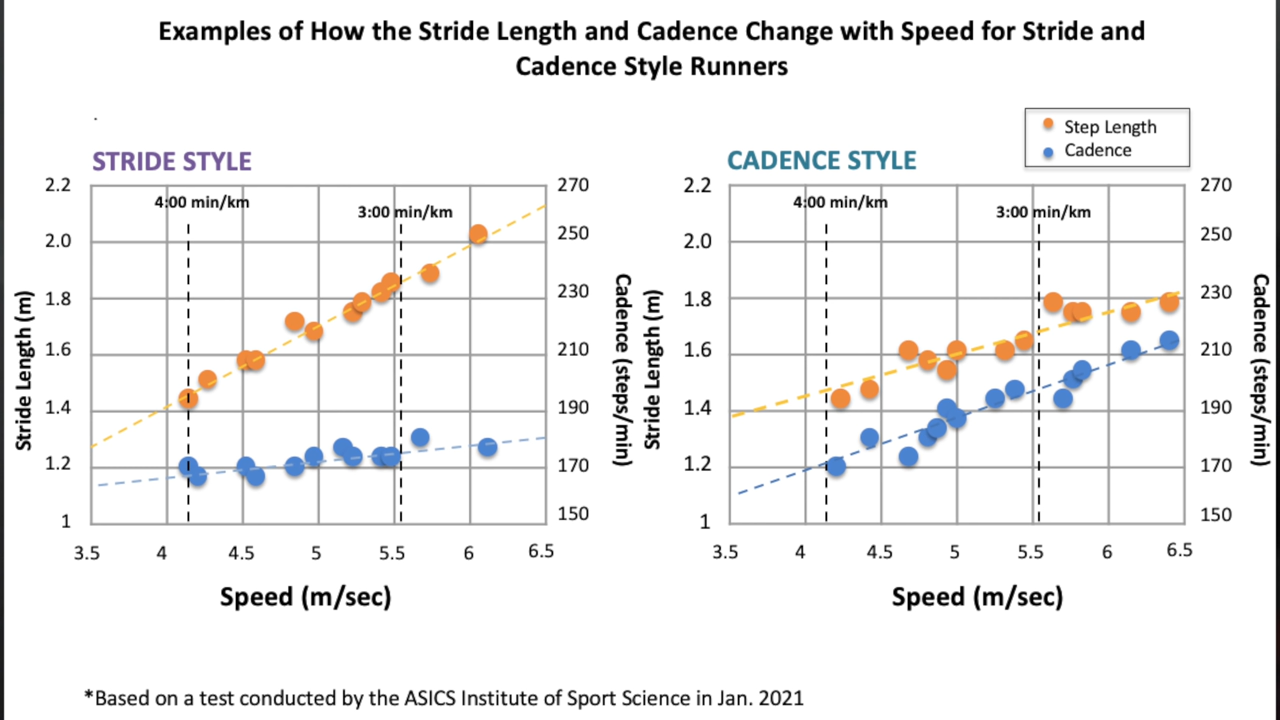 Examples of How the Stride Length and Cadence Change with Speed for Stride and
Cadence Style Runners
Step Length
Cadence
STRIDE STYLE
4:00 min/km
3:00 min/km
Stride Length (m)
2.2
2.0
1.8
1.6
1.4
1.2
1
270
250
230
210
190
170
150
Cadence (steps/min)
3.5 4 4.5 5 5.5 6 6.5
Speed (m/sec)
CADENCE STYLE
4:00 min/km
3:00 min/km
Stride Length (m)
2.2
2.0
1.8
1.6
1.4
1.2
1
270
250
230
210
190
170
150
Cadence (steps/min)
3.5 4 4.5 5 5.5 6 6.5
Speed (m/sec)
*Based on a test conducted by the ASICS Institute of Sport Science in Jan. 2021